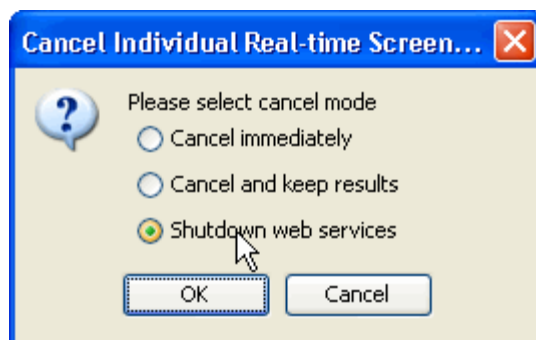 Cancel Individual Real-time Screen...
Please select cancel mode
Cancel immediately
Cancel and keep results
Shutdown web services
OK
Cancel